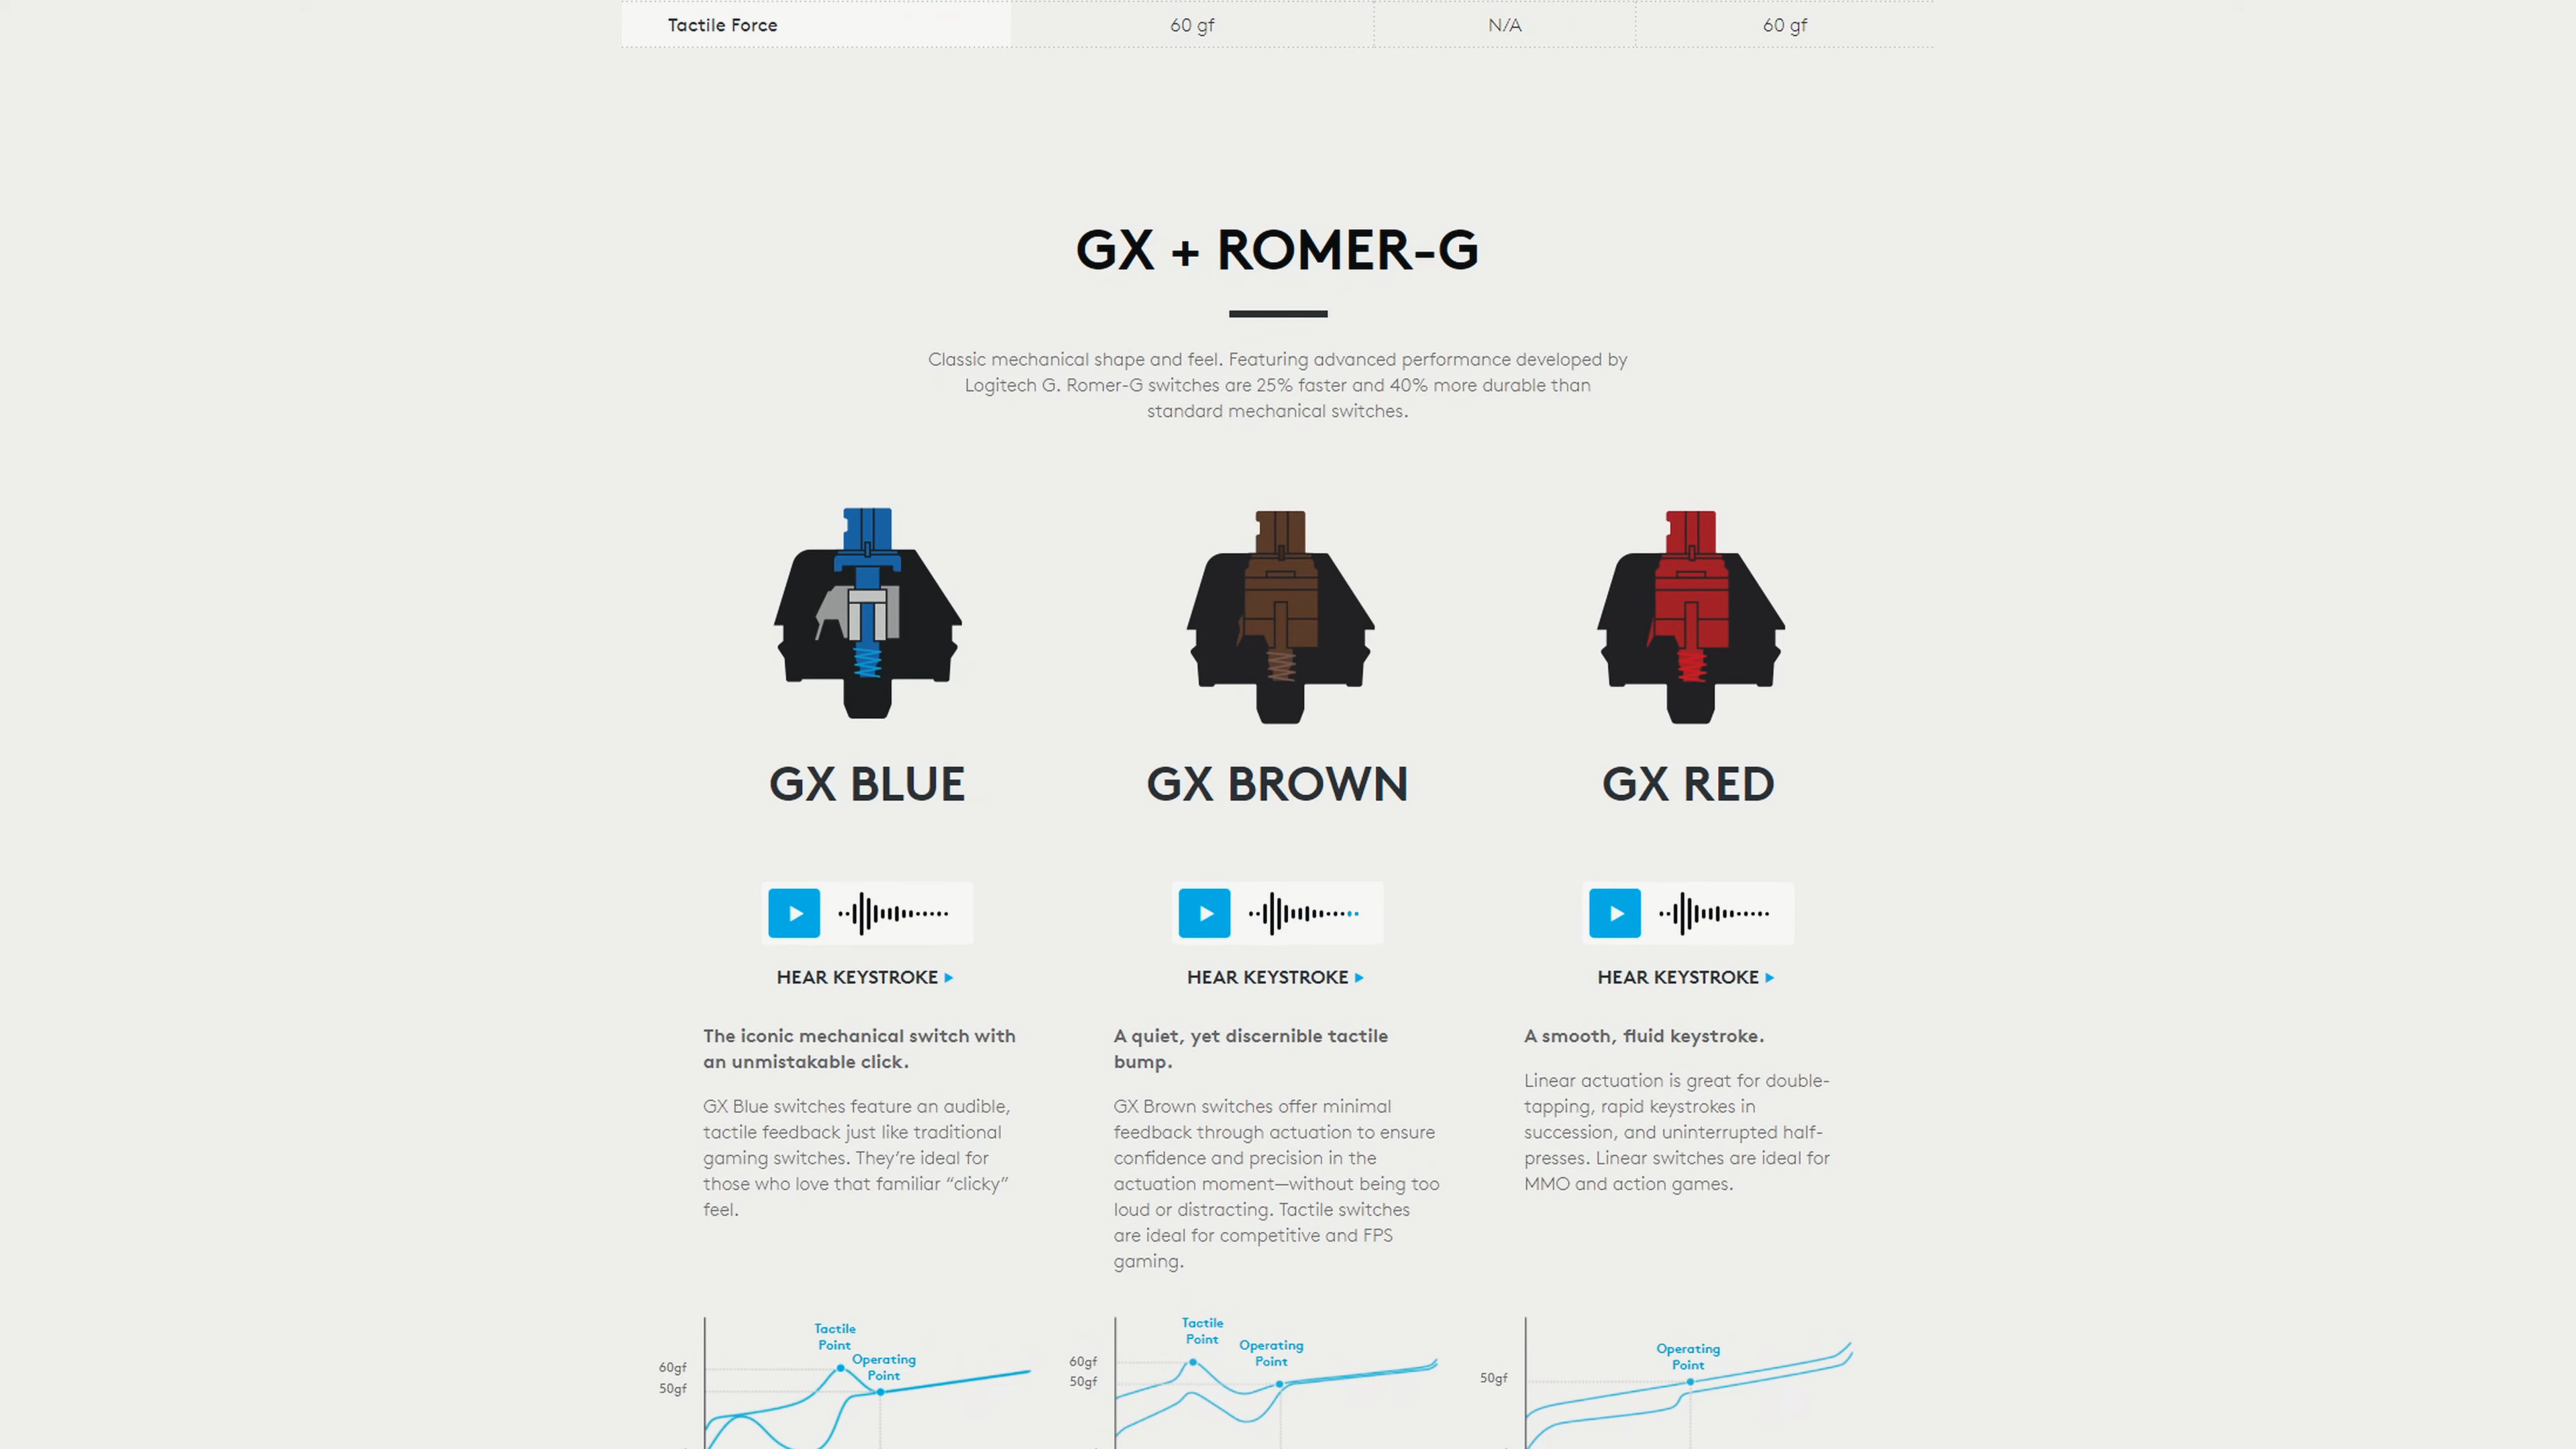 Tactile Force 60 gf N/A 60 gf
GX + ROMER-G
Classic mechanical shape and feel. Featuring advanced performance developed by
Logitech G. Romer-G switches are 25% faster and 40% more durable than
standard mechanical switches.
GX BLUE
GX BROWN
GX RED
HEAR KEYSTROKE
HEAR KEYSTROKE
HEAR KEYSTROKE
The iconic mechanical switch with
an unmistakable click.
GX Blue switches feature an audible,
tactile feedback just like traditional
gaming switches. They’re ideal for
those who love that familiar “clicky”
feel.
A quiet, yet discernible tactile
bump.
GX Brown switches offer minimal
feedback through actuation to ensure
confidence and precision in the
actuation moment—without being too
loud or distracting. Tactile switches
are ideal for competitive and FPS
gaming.
A smooth, fluid keystroke.
Linear actuation is great for double-
tapping, rapid keystrokes in
succession, and uninterrupted half-
presses. Linear switches are ideal for
MMO and action games.
Tactile
Point
Operating
Point
60gf
50gf
Tactile
Point
Operating
Point
60gf
50gf
Operating
Point
50gf